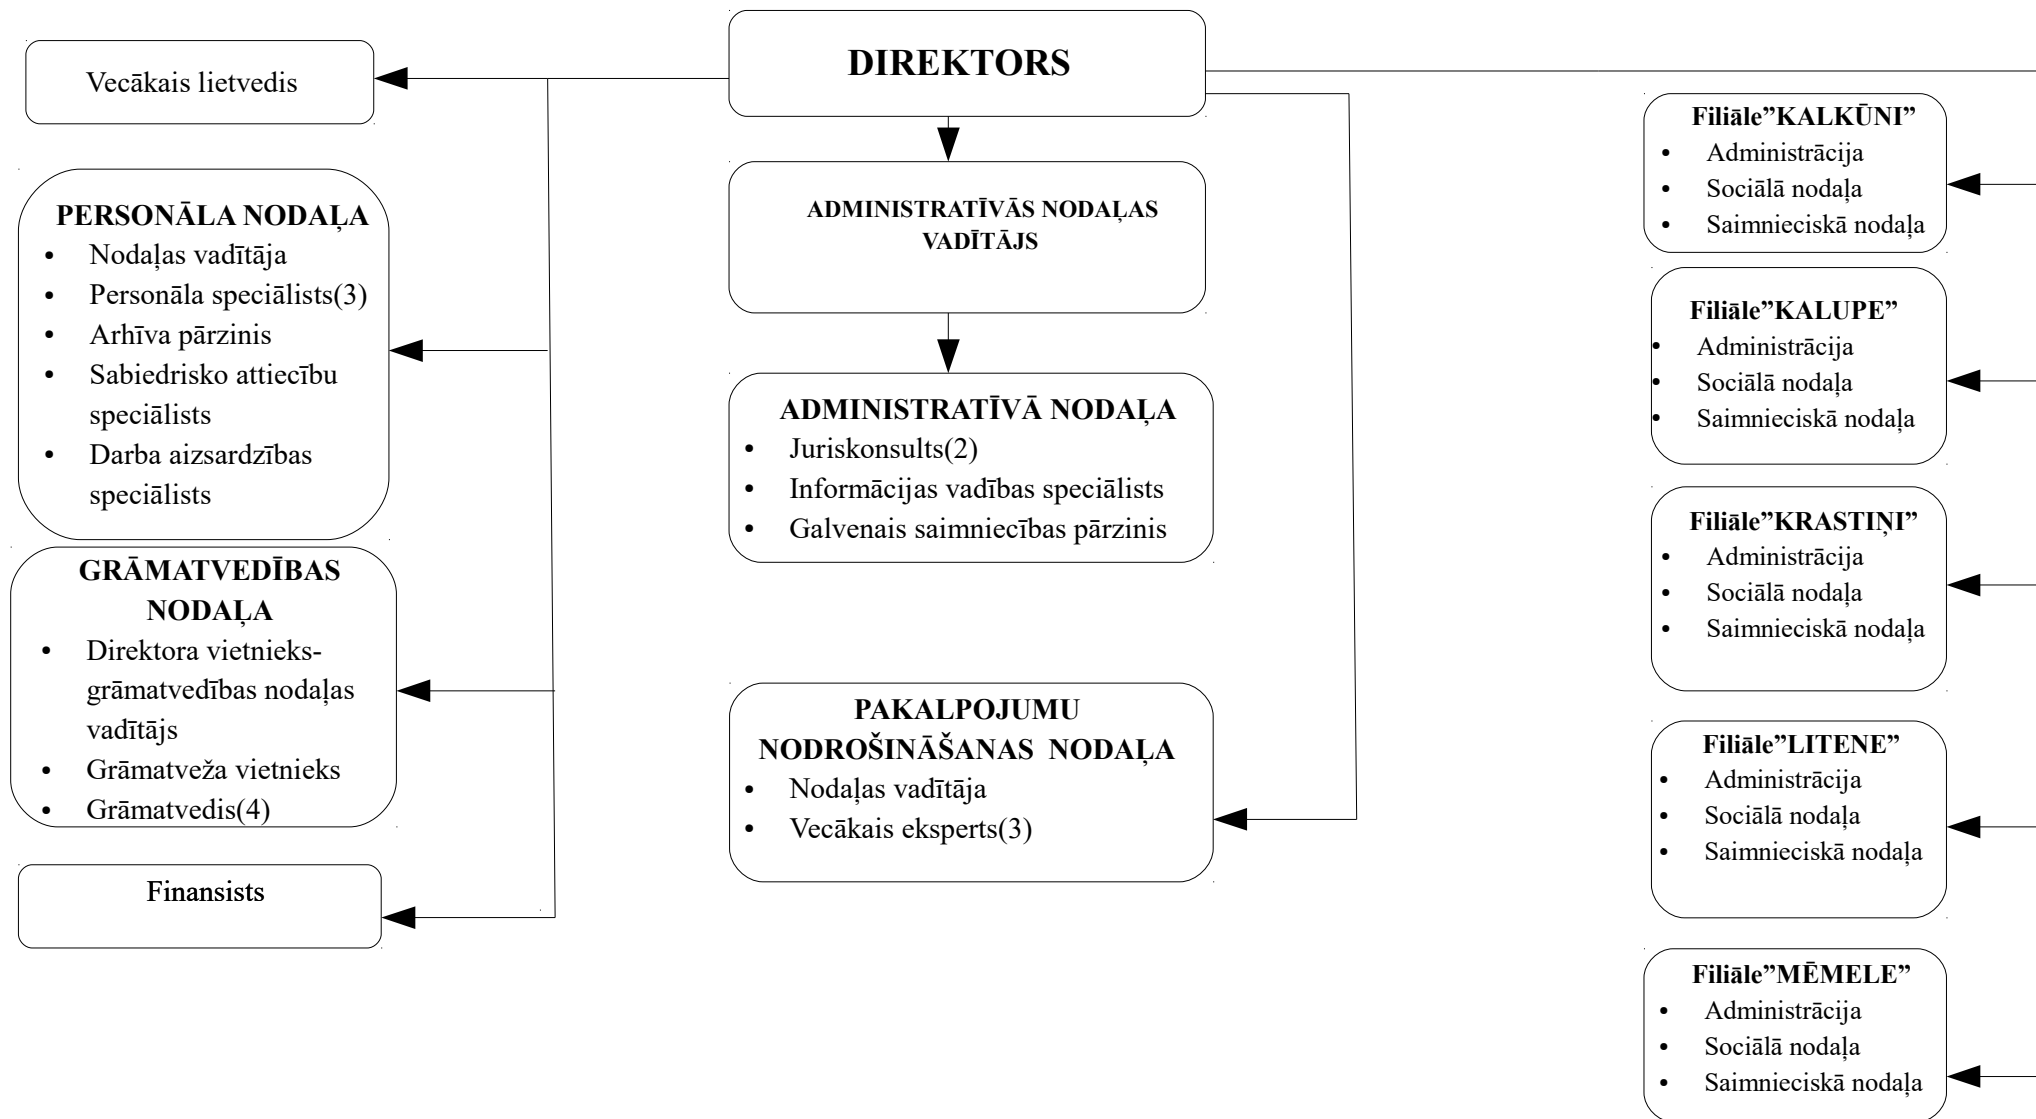 DIREKTORS
Vecākais lietvedis
PERSONĀLA NODAĻA
• Nodaļas vadītāja
• Personāla speciālists(3)
• Arhīva pārzinis
• Sabiedrisko attiecību
speciālists
• Darba aizsardzības
speciālists
GRĀMATVEDĪBAS
NODAĻA
• Direktora vietnieks-
grāmatvedības nodaļas
vadītājs
• Grāmatveža vietnieks
• Grāmatvedis(4)
Finansists
ADMINISTRATĪVĀS NODAĻAS
VADĪTĀJS
ADMINISTRATĪVĀ NODAĻA
• Juriskonsults(2)
• Informācijas vadības speciālists
• Galvenais saimniecības pārzinis
PAKALPOJUMU
NODROŠINĀŠANAS NODAĻA
• Nodaļas vadītāja
• Vecākais eksperts(3)
Filiāle”KALKŪNI”
• Administrācija
• Sociālā nodaļa
• Saimnieciskā nodaļa
Filiāle”KALUPE”
• Administrācija
• Sociālā nodaļa
• Saimnieciskā nodaļa
Filiāle”KRASTIŅI”
• Administrācija
• Sociālā nodaļa
• Saimnieciskā nodaļa
Filiāle”LITENE”
• Administrācija
• Sociālā nodaļa
• Saimnieciskā nodaļa
Filiāle”MĒMELE”
• Administrācija
• Sociālā nodaļa
• Saimnieciskā nodaļa